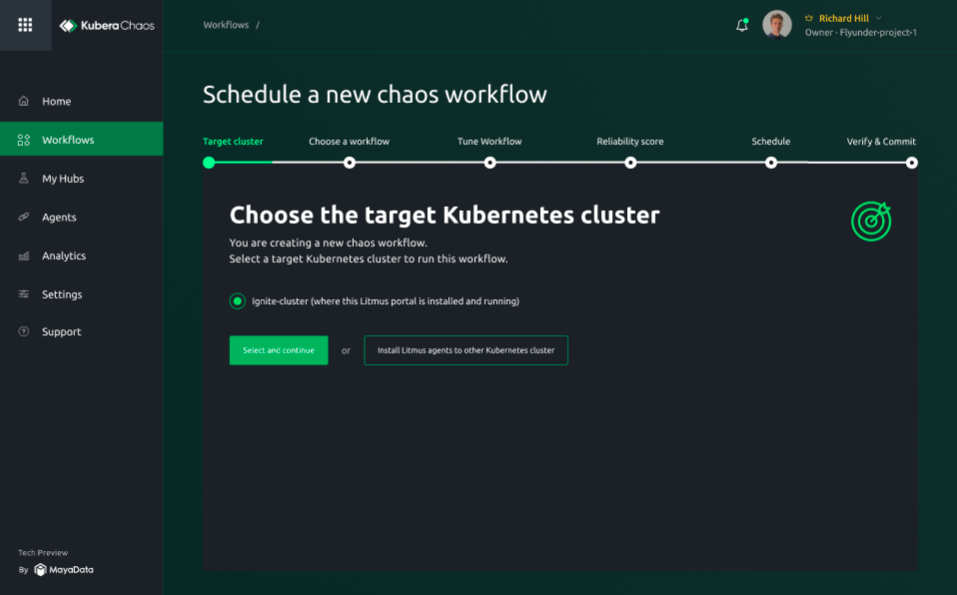 Kubera Chaos
Workflows /
Richard Hill
Owner · Flyunder-project-1
Home
Workflows
My Hubs
Agents
Analytics
Settings
Support
Tech Preview
By MayaData
Schedule a new chaos workflow
Target cluster
Choose a workflow
Tune Workflow
Reliability score
Schedule
Verify & Commit
Choose the target Kubernetes cluster
You are creating a new chaos workflow.
Select a target Kubernetes cluster to run this workflow.
Ignite-cluster (where this Litmus portal is installed and running)
Select and continue
or
Install Litmus agents to other Kubernetes cluster